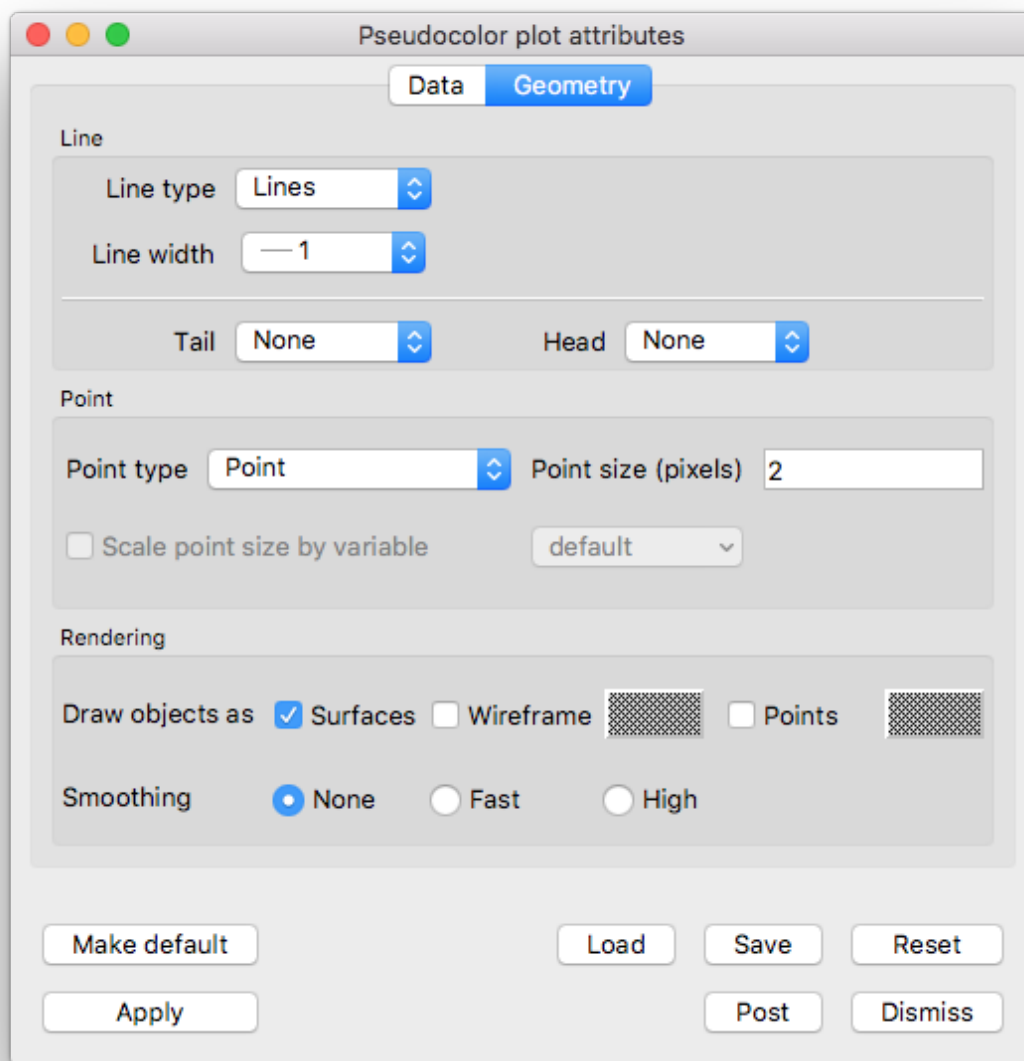 Pseudocolor plot attributes
Data Geometry
Line
Line type Lines
Line width 1
Tail None Head None
Point
Point type Point Point size (pixels) 2
Scale point size by variable default
Rendering
Draw objects as Surfaces Wireframe Points
Smoothing None Fast High
Make default Load Save Reset
Apply Post Dismiss